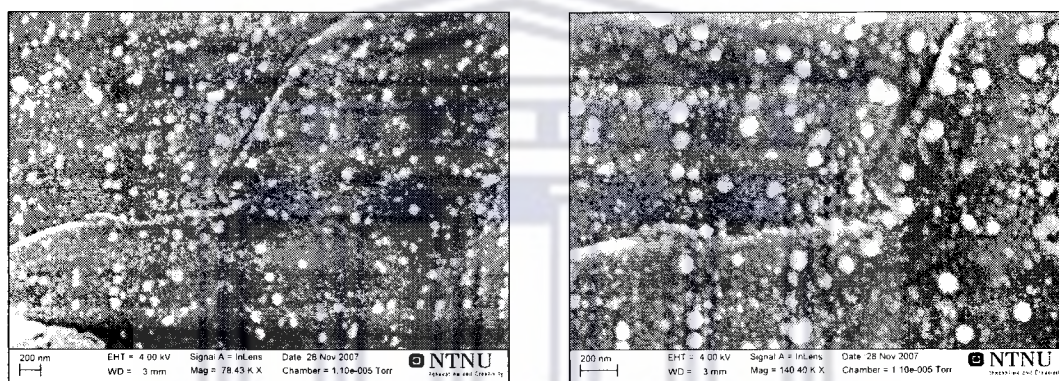 200 nm EHT = 4.00 kV Signal A = InLens Date :28 Nov 2007 NTNU
WD = 3 mm Mag = 78.43 K X Chamber = 1.10e-005 Torr
200 nm EHT = 4.00 kV Signal A = InLens Date :28 Nov 2007 NTNU
WD = 3 mm Mag = 140.40 K X Chamber = 1.10e-005 Torr